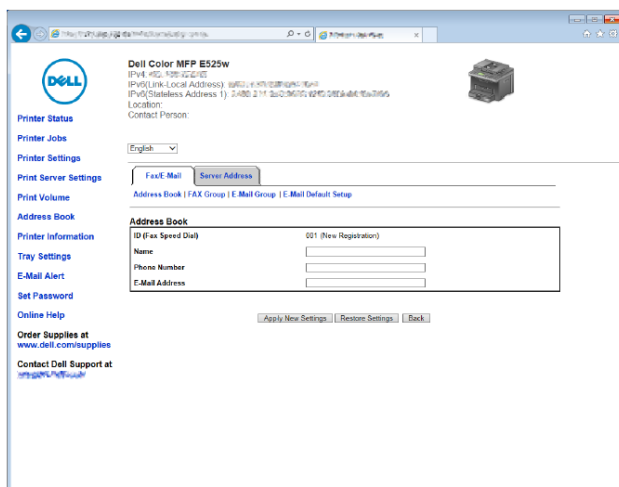 DELL
Dell Color MFP E525w
IPv4:
IPv6(Link-Local Address):
IPv6(Stateless Address 1):
Location:
Contact Person:
English
Printer Status
Printer Jobs
Printer Settings
Print Server Settings
Print Volume
Address Book
Printer Information
Tray Settings
E-Mail Alert
Set Password
Online Help
Order Supplies at
www.dell.com/supplies
Contact Dell Support at
Fax/E-Mail Server Address
Address Book | FAX Group | E-Mail Group | E-Mail Default Setup
Address Book
ID (Fax Speed Dial) 001 (New Registration)
Name
Phone Number
E-Mail Address
Apply New Settings Restore Settings Back